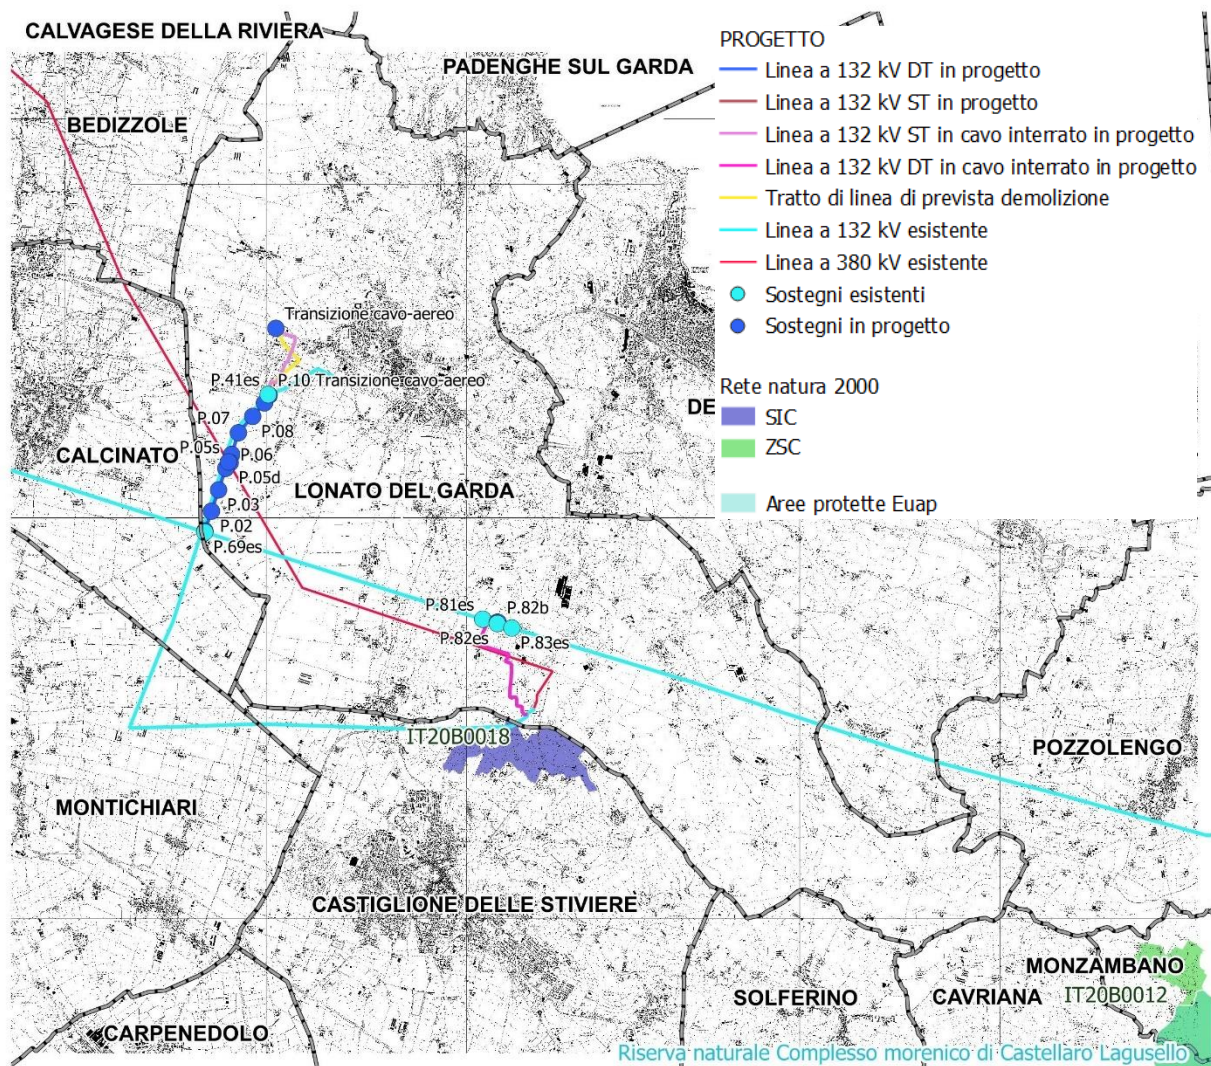 CALVAGESE DELLA RIVIERA
PADENGHE SUL GARDA
BEDIZZOLE
PROGETTO
Linea a 132 kV DT in progetto
Linea a 132 kV ST in progetto
Linea a 132 kV ST in cavo interrato in progetto
Linea a 132 kV DT in cavo interrato in progetto
Tratto di linea di prevista demolizione
Linea a 132 kV esistente
Linea a 380 kV esistente
Sostegni esistenti
Sostegni in progetto
Rete natura 2000
SIC
ZSC
Aree protette Euap
Transizione cavo-aereo
P.41es
P.10 Transizione cavo-aereo
DE
P.07
P.08
P.05s
P.06
CALCINATO
P.05d
LONATO DEL GARDA
P.03
P.02
P.69es
P.81es
P.82b
P.82es
P.83es
IT20B0018
POZZOLENGO
MONTICHIARI
CASTIGLIONE DELLE STIVIERE
MONZAMBANO
SOLFERINO
CAVRIANA
IT20B0012
CARPENEDOLO
Riserva naturale Complesso morenico di Castellaro Lagusello